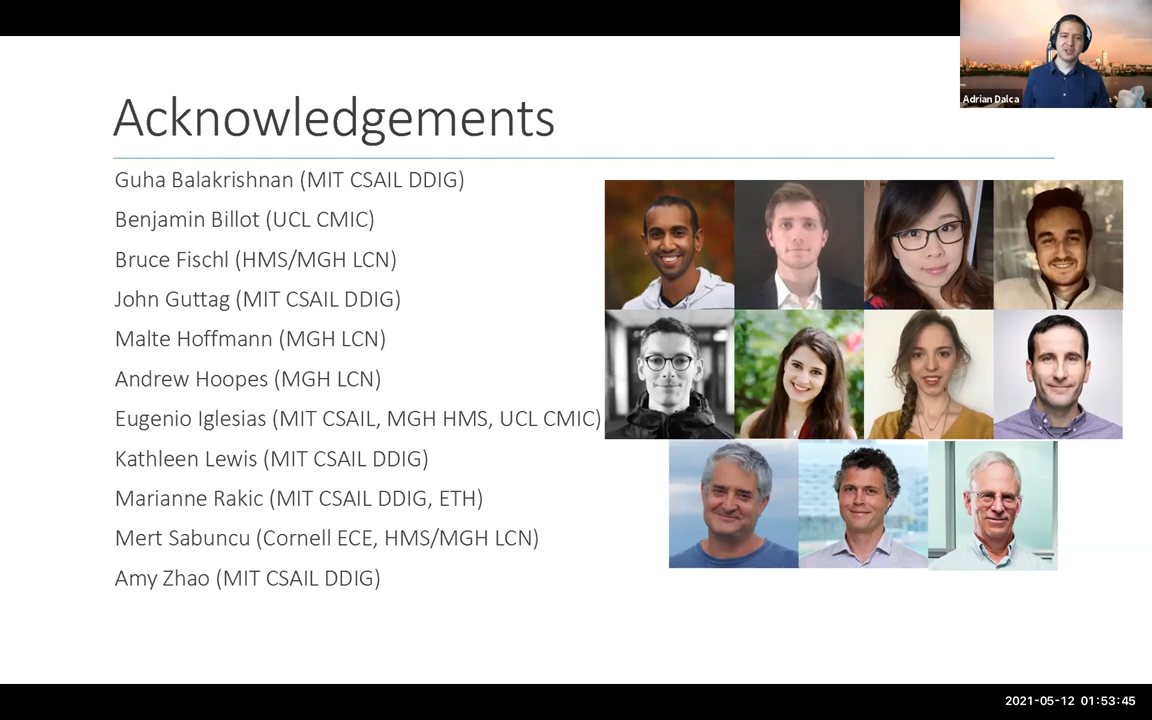 Adrian Dalca
Acknowledgements
Guha Balakrishnan (MIT CSAIL DDIG)
Benjamin Billot (UCL CMIC)
Bruce Fischl (HMS/MGH LCN)
John Guttag (MIT CSAIL DDIG)
Malte Hoffmann (MGH LCN)
Andrew Hoopes (MGH LCN)
Eugenio Iglesias (MIT CSAIL, MGH HMS, UCL CMIC)
Kathleen Lewis (MIT CSAIL DDIG)
Marianne Rakic (MIT CSAIL DDIG, ETH)
Mert Sabuncu (Cornell ECE, HMS/MGH LCN)
Amy Zhao (MIT CSAIL DDIG)
2021-05-12 01:53:45